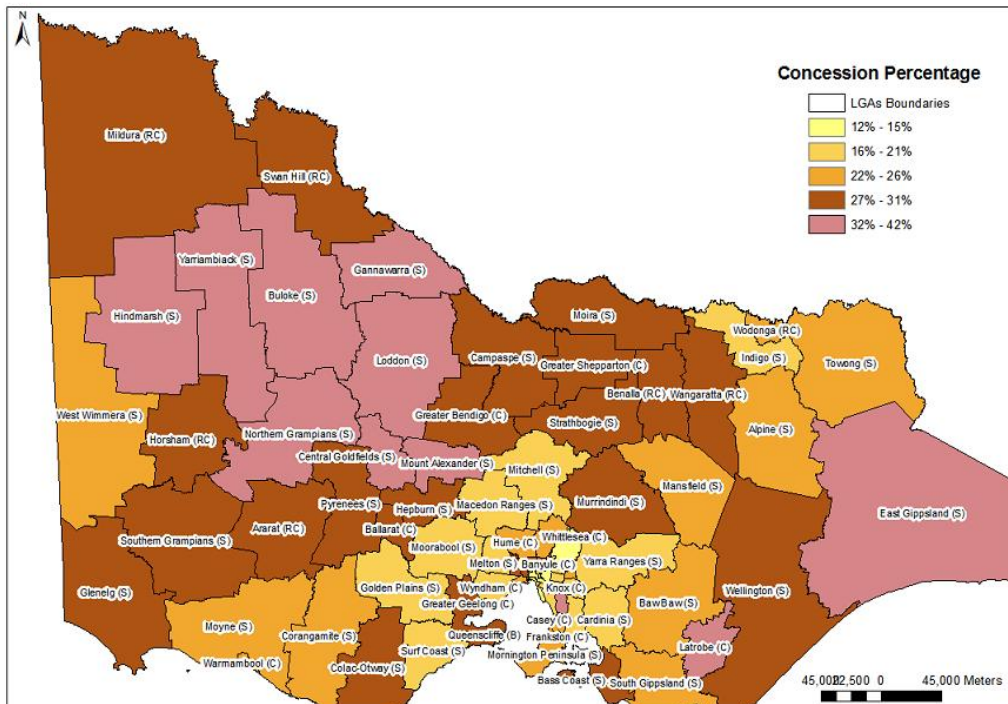 N
Concession Percentage
LGAs Boundaries
12% - 15%
16% - 21%
22% - 26%
27% - 31%
32% - 42%
Mildura (RC)
Swan Hill (RC)
Yarriambiack (S)
Gannawarra (S)
Buloke (S)
Hindmarsh (S)
Moira (S)
Wodonga (RC)
Loddon (S)
Campaspe (S)
Greater Shepparton (C)
Indigo (S)
Towong (S)
Benalla (RC)
Wangaratta (RC)
West Wimmera (S)
Greater Bendigo (C)
Strathbogie (S)
Alpine (S)
Horsham (RC)
Northern Grampians (S)
Central Goldfields (S)
Mount Alexander (S)
Mitchell (S)
Mansfield (S)
Pyrenees (S)
Hepburn (S)
Macedon Ranges (S)
Murrindindi (S)
East Gippsland (S)
Ararat (RC)
Ballarat (C)
Southern Grampians (S)
Hume (C)
Whittlesea (C)
Moorabool (S)
Melton (S)
Banyule (C)
Yarra Ranges (S)
Golden Plains (S)
Wyndham (C)
Knox (C)
Wellington (S)
Glenelg (S)
Greater Geelong (C)
BawBaw (S)
Casey (C)
Cardinia (S)
Moyne (S)
Corangamite (S)
Queenscliffe (B)
Frankston (C)
Surf Coast (S)
Mornington Peninsula (S)
Latrobe (C)
Warrnambool (C)
Colac-Otway (S)
Bass Coast (S)
South Gippsland (S)
45,000 22,500 0 45,000 Meters